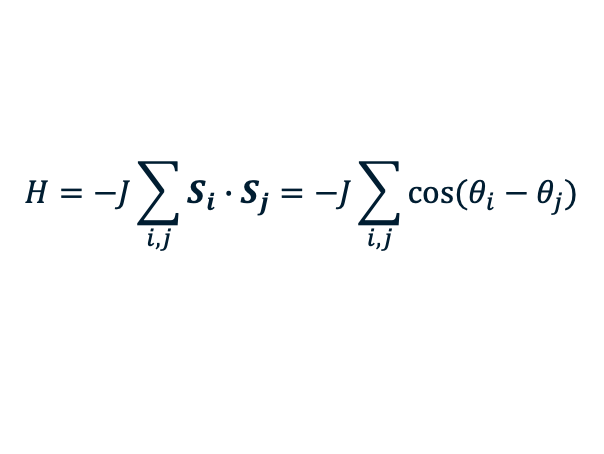 H = −J ∑_{i,j} S_i · S_j = −J ∑_{i,j} cos(θ_i − θ_j)